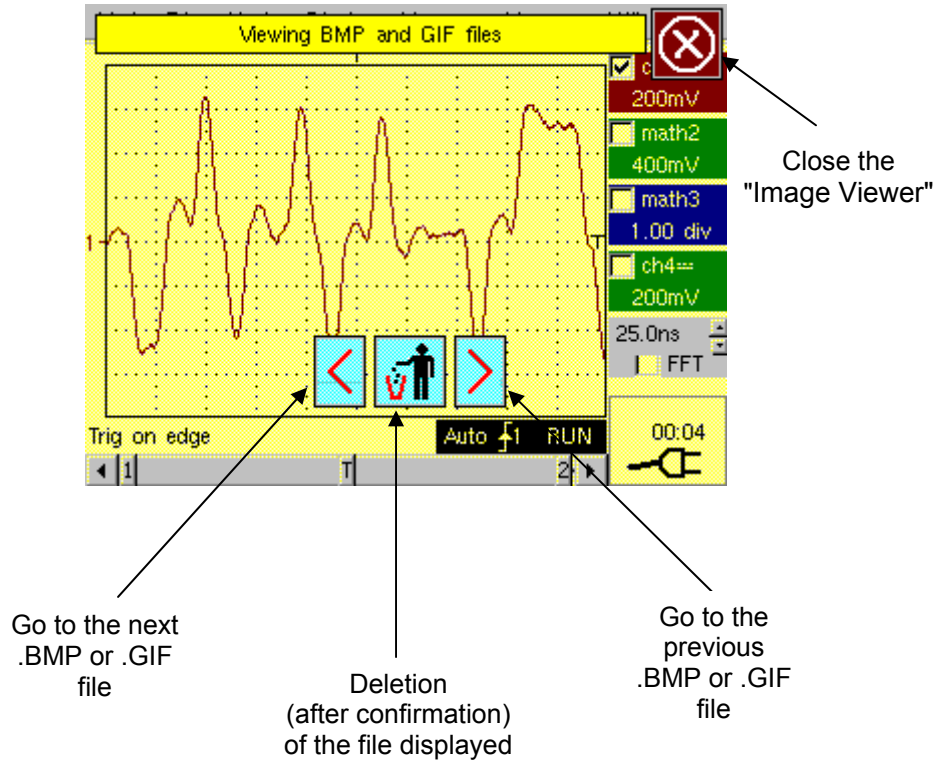 Viewing BMP and GIF files
200mV
math2
400mV
math3
1.00 div
ch4
200mV
25.0ns
FFT
1
T
Trig on edge
Auto 1 RUN
00:04
1
T
2
Close the
"Image Viewer"
Go to the next
.BMP or .GIF
file
Deletion
(after confirmation)
of the file displayed
Go to the
previous
.BMP or .GIF
file